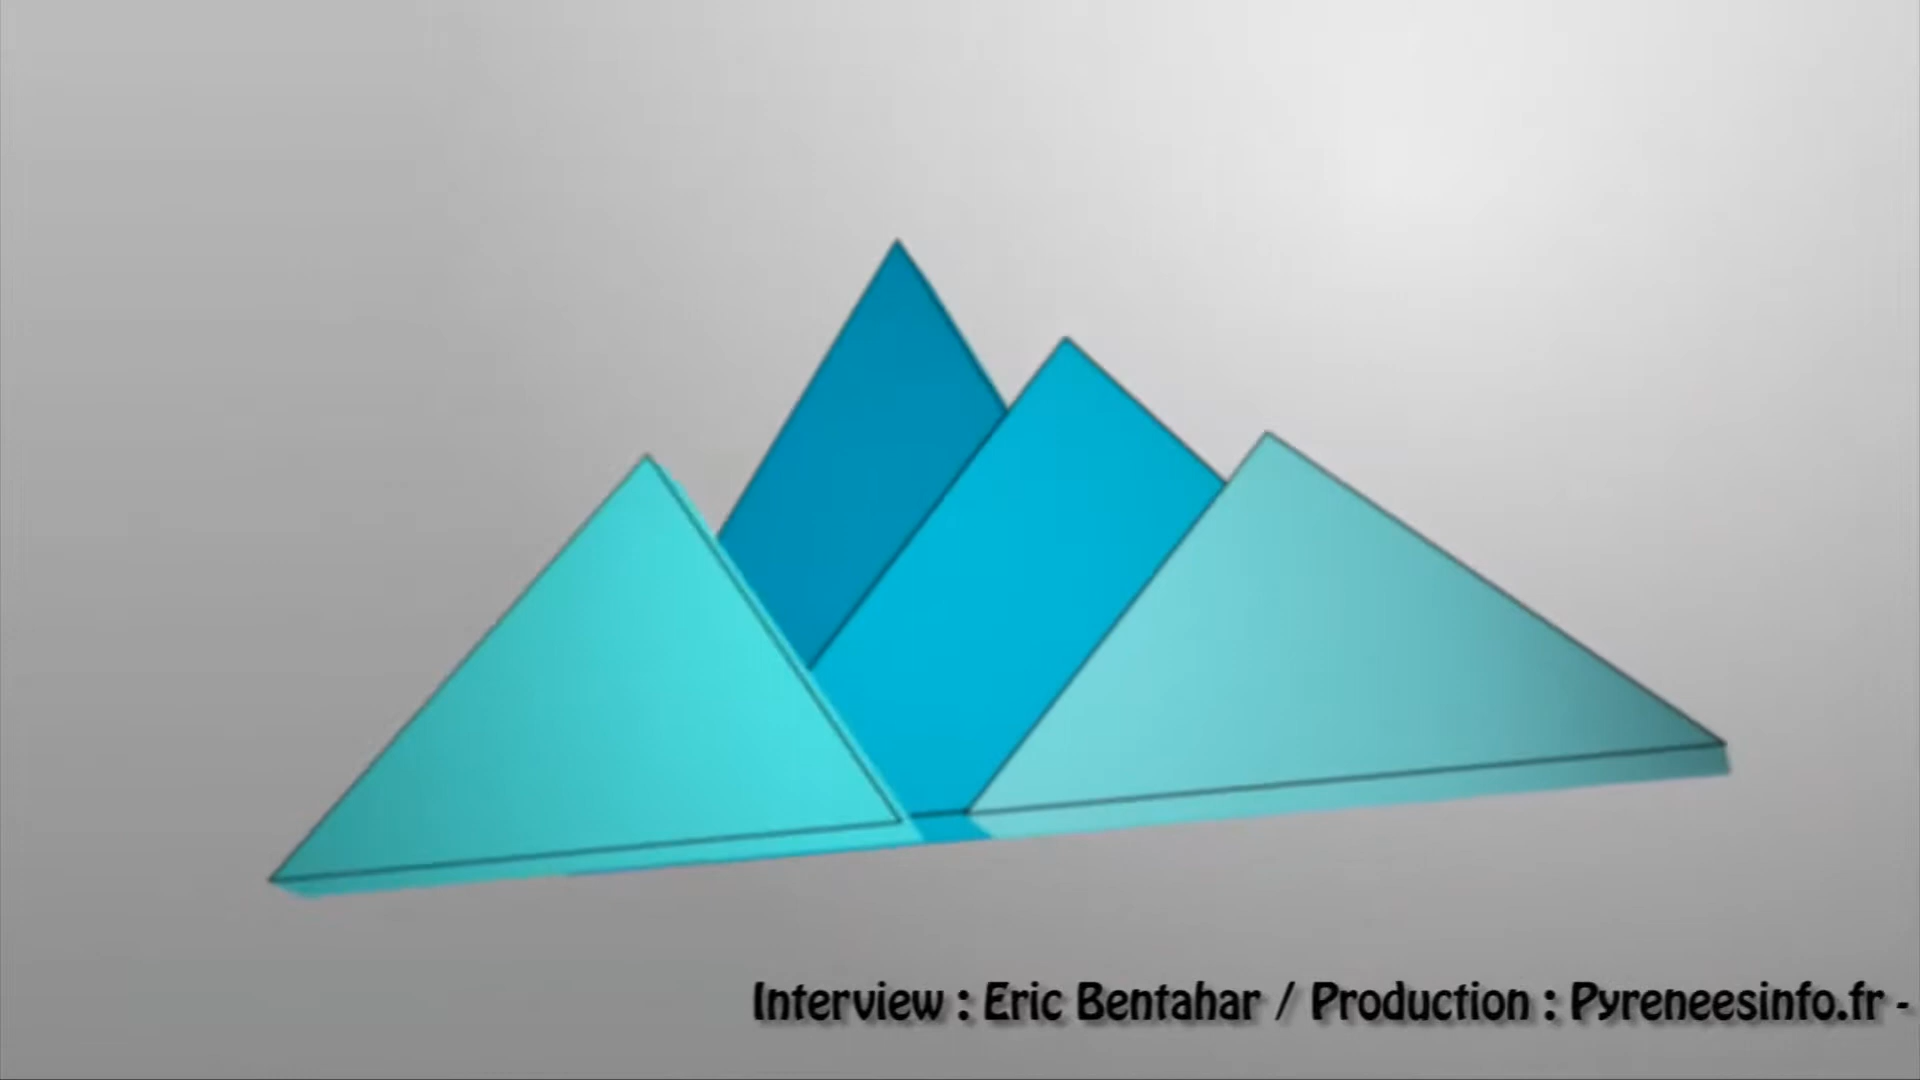 Interview : Eric Bentahar / Production : Pyreneesinfo.fr -